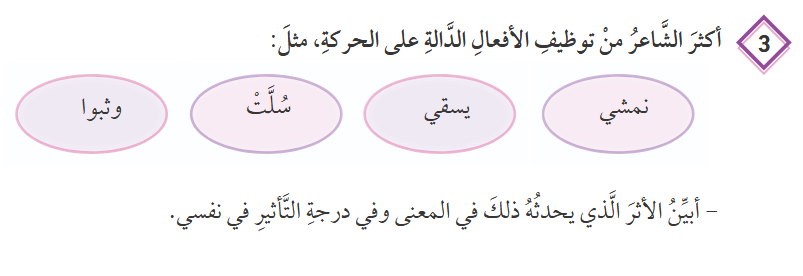 3 أكثرَ الشَّاعرُ منْ توظيفِ الأفعالِ الدَّالةِ على الحركةِ، مثلَ:
نمشي يسقي سُلَّتْ وثبوا
– أبيِّنُ الأثرَ الَّذي يحدثُهُ ذلكَ في المعنى وفي درجةِ التَّأثيرِ في نفسي.